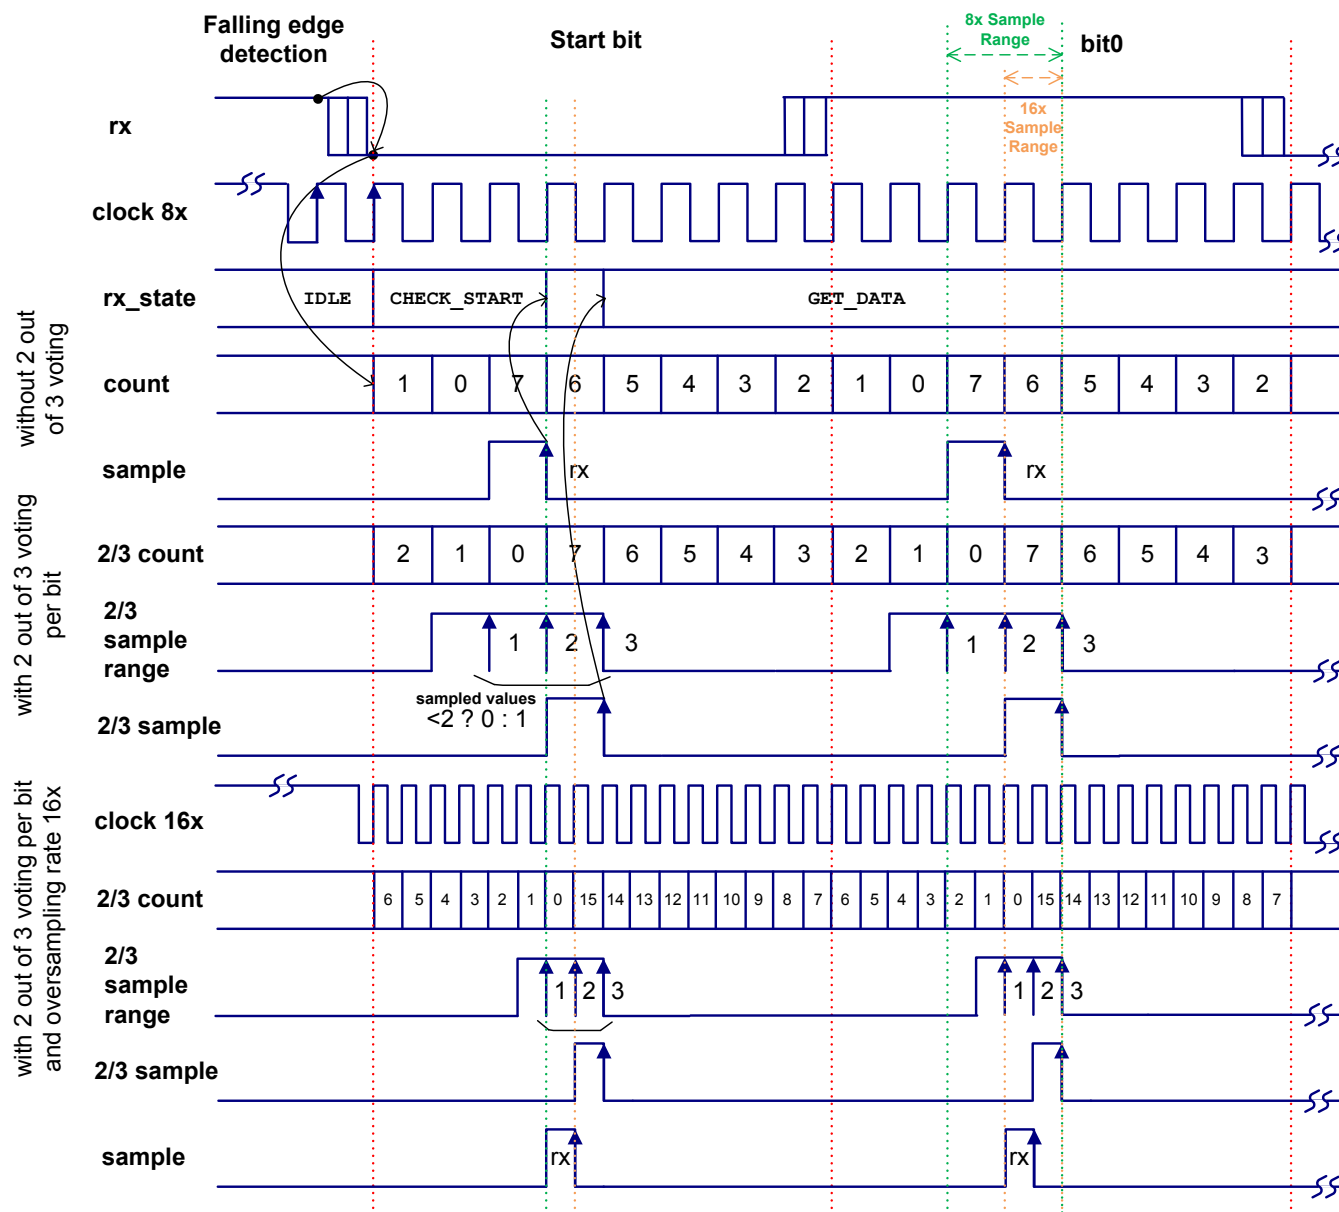 Falling edge
detection
Start bit
8x Sample
Range
bit0
rx
16x
Sample
Range
clock 8x
rx_state
IDLE
CHECK_START
GET_DATA
without 2 out
of 3 voting
count
1 0 7 6 5 4 3 2 1 0 7 6 5 4 3 2
sample
rx
rx
with 2 out of 3 voting
per bit
2/3 count
2 1 0 7 6 5 4 3 2 1 0 7 6 5 4 3
2/3
sample
range
1 2 3
1 2 3
sampled values
<2 ? 0 : 1
2/3 sample
with 2 out of 3 voting per bit
and oversampling rate 16x
clock 16x
2/3 count
6 5 4 3 2 1 0 15 14 13 12 11 10 9 8 7 6 5 4 3 2 1 0 15 14 13 12 11 10 9 8 7
2/3
sample
range
1 2 3
1 2 3
2/3 sample
sample
rx
rx